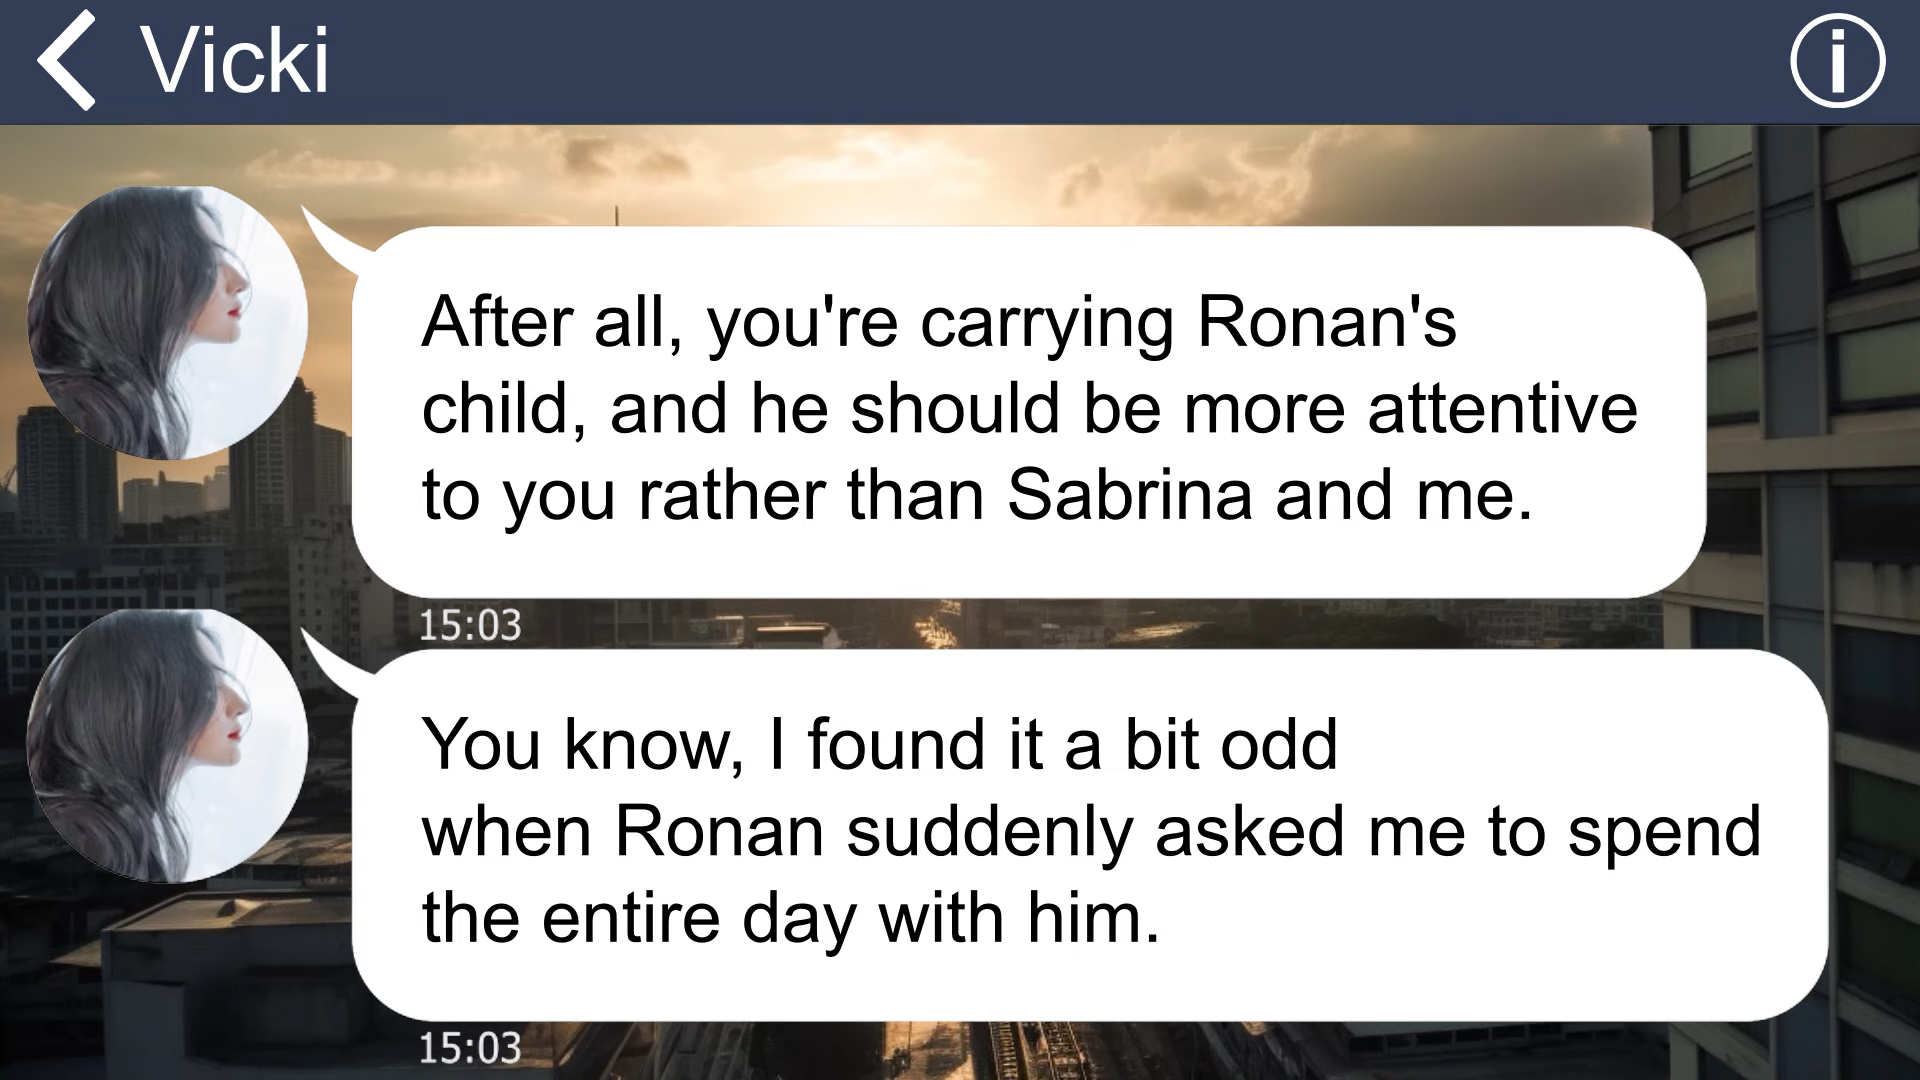 Vicki
After all, you're carrying Ronan's
child, and he should be more attentive
to you rather than Sabrina and me.
15:03
You know, I found it a bit odd
when Ronan suddenly asked me to spend
the entire day with him.
15:03